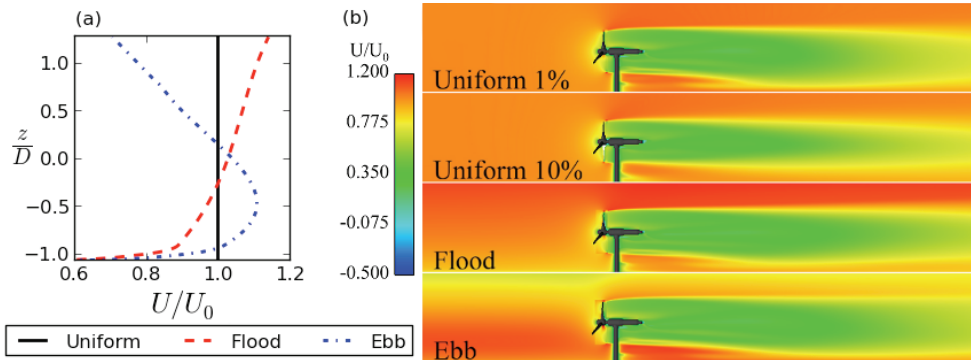 (a)
1.0
0.5
0.0
-0.5
-1.0
z/D
0.6 0.8 1.0 1.2
U/U0
Uniform Flood Ebb
(b)
U/U0
1.200
0.775
0.350
-0.075
-0.500
Uniform 1%
Uniform 10%
Flood
Ebb